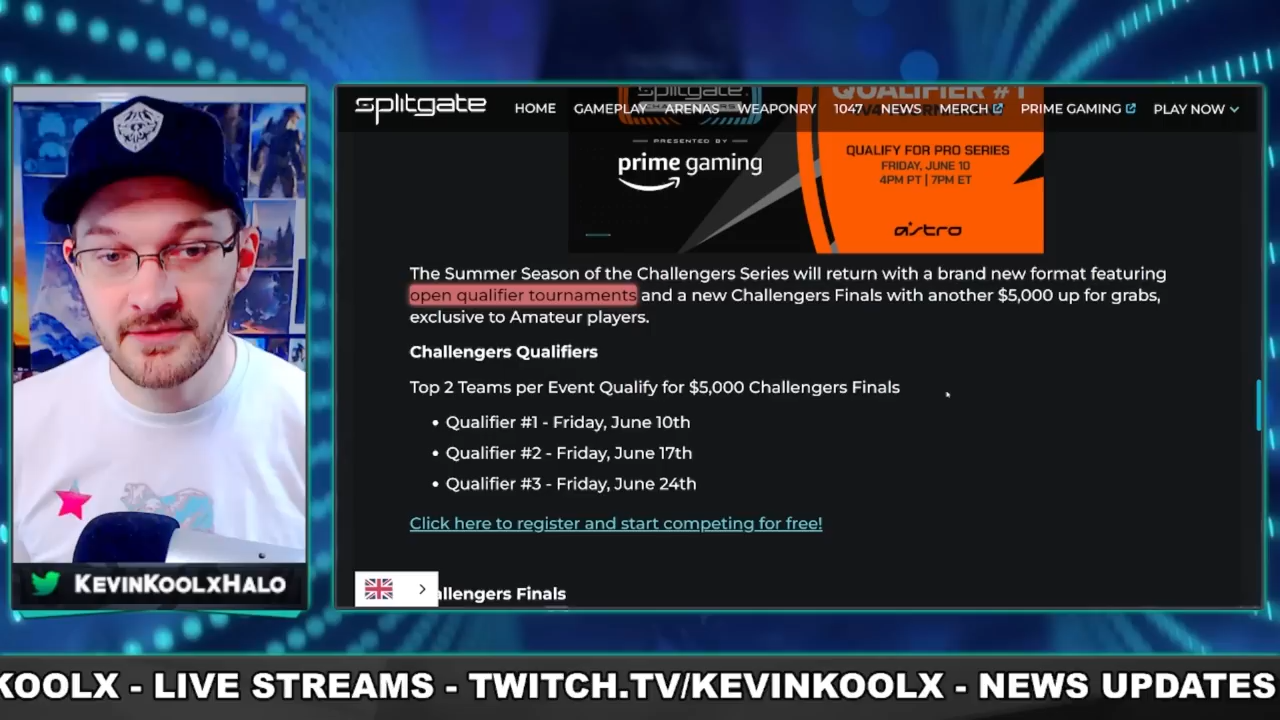 splitgate
HOME
GAMEPLAY
ARENAS
WEAPONRY
1047
NEWS
MERCH
PRIME GAMING
PLAY NOW
splitgate
PRESENTED BY
prime gaming
QUALIFIER #1
QUALIFY FOR PRO SERIES
FRIDAY, JUNE 10
4PM PT | 7PM ET
astro
The Summer Season of the Challengers Series will return with a brand new format featuring
open qualifier tournaments and a new Challengers Finals with another $5,000 up for grabs,
exclusive to Amateur players.
Challengers Qualifiers
Top 2 Teams per Event Qualify for $5,000 Challengers Finals
• Qualifier #1 - Friday, June 10th
• Qualifier #2 - Friday, June 17th
• Qualifier #3 - Friday, June 24th
Click here to register and start competing for free!
allengers Finals
KEVINKOOLXHALO
KOOLX - LIVE STREAMS - TWITCH.TV/KEVINKOOLX - NEWS UPDATES